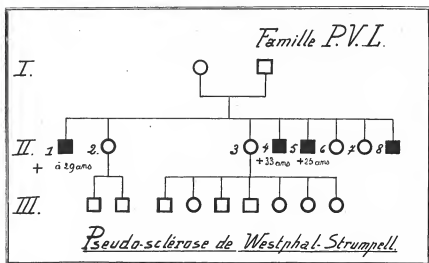 Famille P.V.L.
I.
II. 1 2. 3 4 5 6 7 8
+ à 29 ans +33 ans +25 ans
III.
Pseudo-sclérose de Westphal-Strumpell.